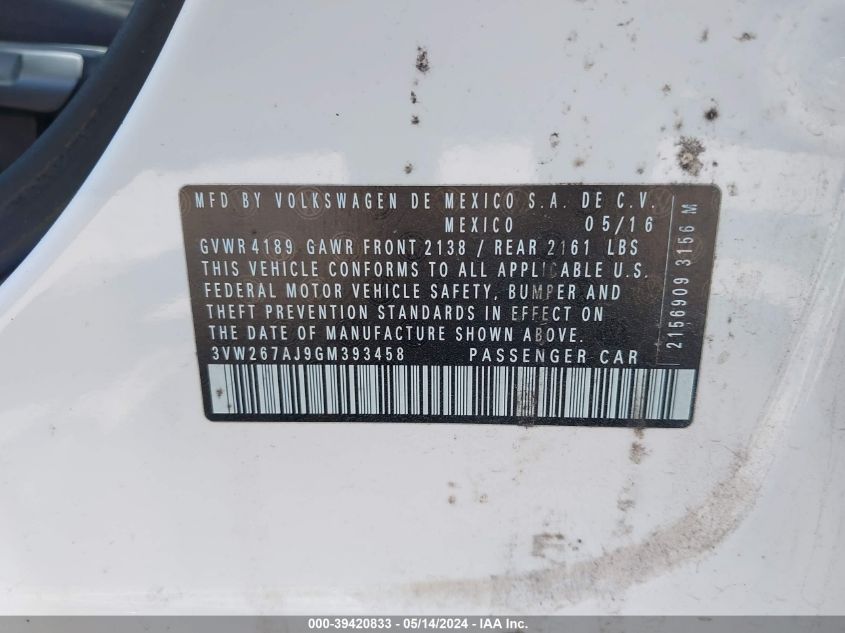 MFD BY VOLKSWAGEN DE MEXICO S.A. DE C.V.
MEXICO 05/16
GVWR 4189 GAWR FRONT 2138 / REAR 2161 LBS
THIS VEHICLE CONFORMS TO ALL APPLICABLE U.S.
FEDERAL MOTOR VEHICLE SAFETY, BUMPER AND
THEFT PREVENTION STANDARDS IN EFFECT ON
THE DATE OF MANUFACTURE SHOWN ABOVE.
3VW267AJ9GM393458 PASSENGER CAR
2156909 3156 M
000-39420833 - 05/14/2024 - IAA Inc.